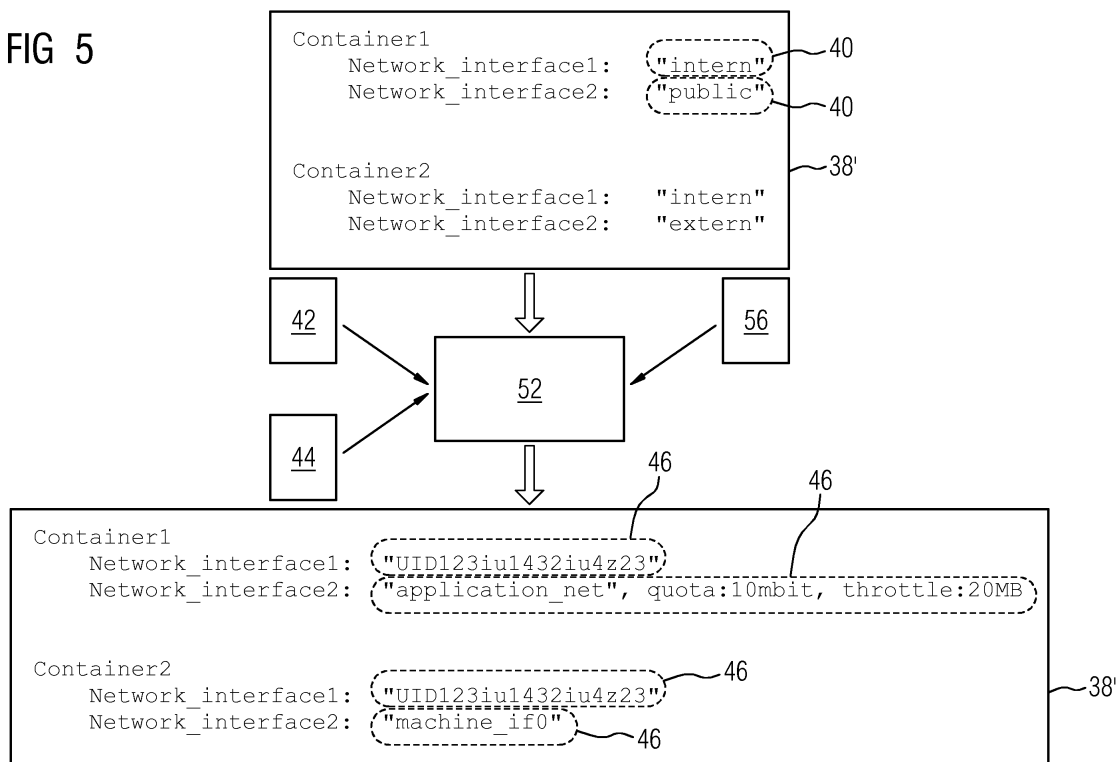 FIG 5
Container1
Network_interface1: "intern" 40
Network_interface2: "public" 40
Container2 38'
Network_interface1: "intern"
Network_interface2: "extern"
42 56
52
44
46 46
Container1
Network_interface1: "UID123iu1432iu4z23"
Network_interface2: "application_net", quota:10mbit, throttle:20MB
Container2 46
Network_interface1: "UID123iu1432iu4z23" 38'
Network_interface2: "machine_if0" 46